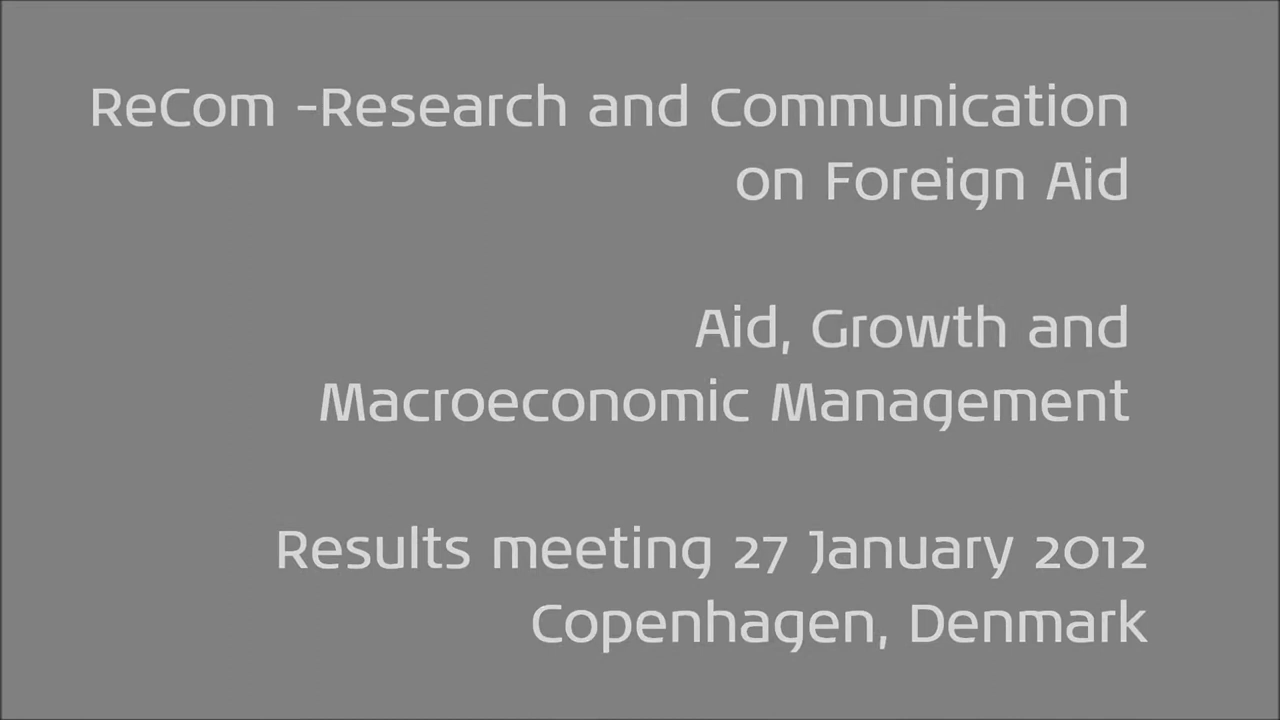 ReCom -Research and Communication
on Foreign Aid
Aid, Growth and
Macroeconomic Management
Results meeting 27 January 2012
Copenhagen, Denmark